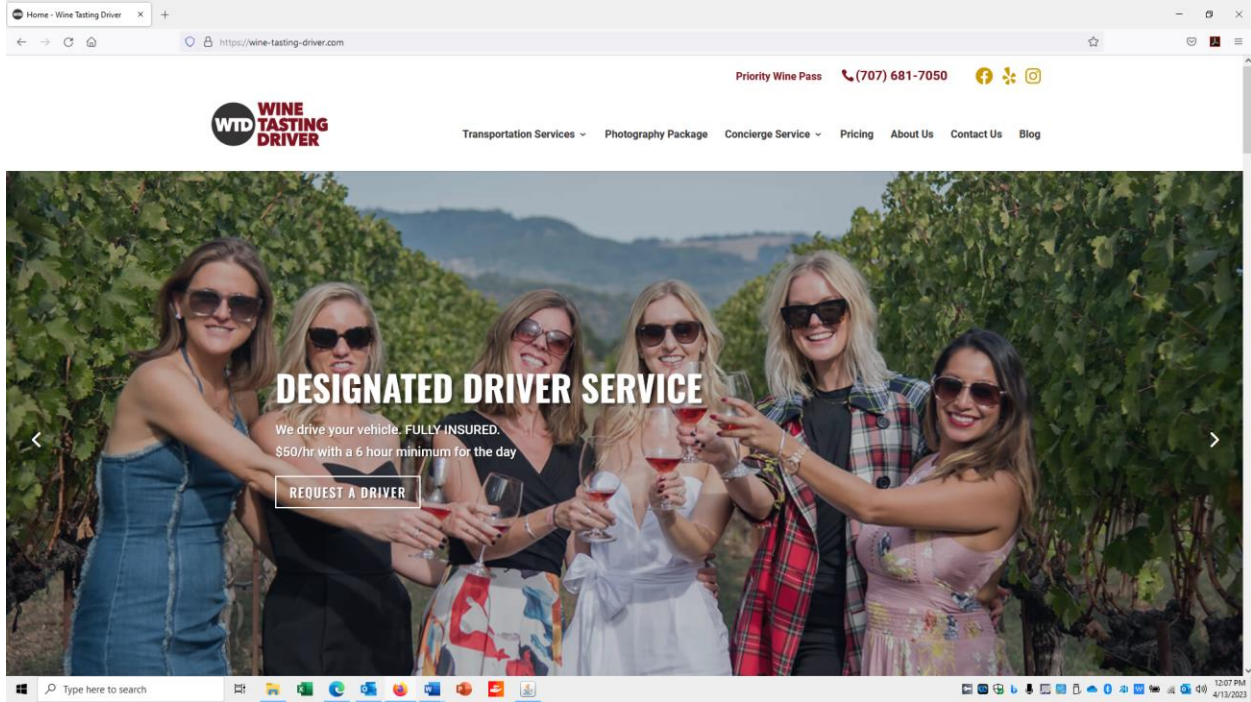 Home - Wine Tasting Driver
https://wine-tasting-driver.com
Priority Wine Pass (707) 681-7050
WTD WINE TASTING DRIVER
Transportation Services Photography Package Concierge Service Pricing About Us Contact Us Blog
DESIGNATED DRIVER SERVICE
We drive your vehicle. FULLY INSURED.
$50/hr with a 6 hour minimum for the day
REQUEST A DRIVER
Type here to search
12:07 PM
4/13/2023